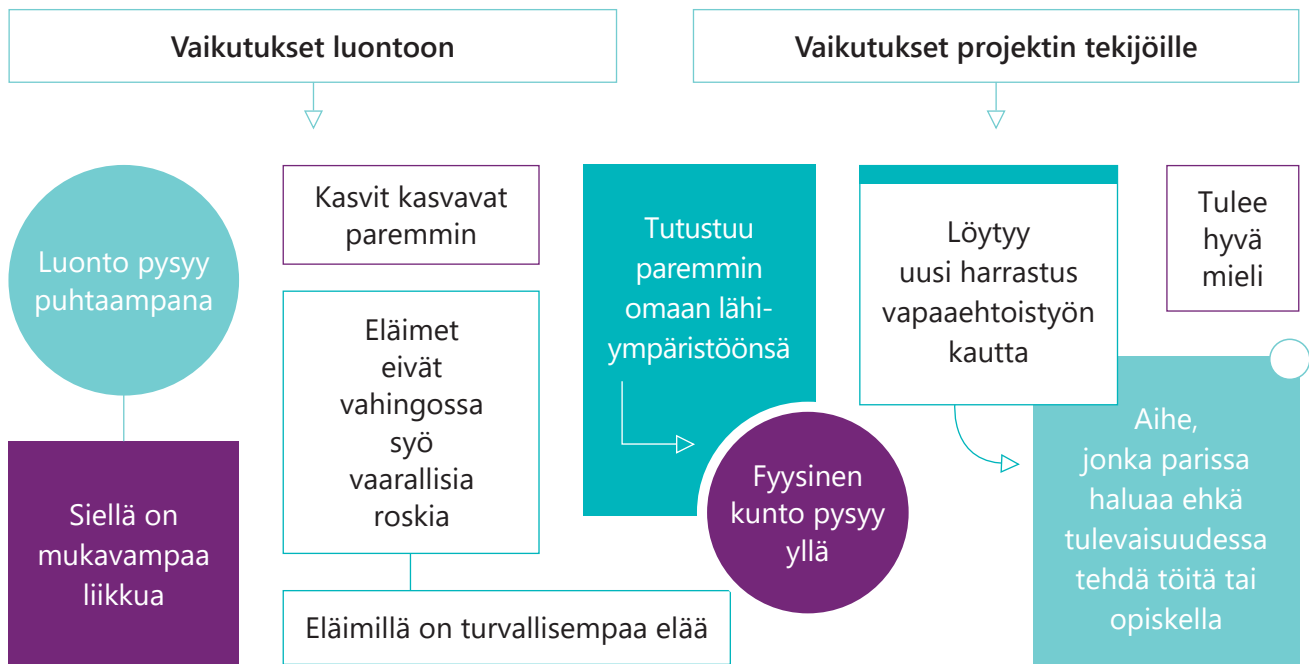 Vaikutukset luontoon
Vaikutukset projektin tekijöille
Luonto pysyy
puhtaampana
Siellä on
mukavampaa
liikkua
Kasvit kasvavat
paremmin
Eläimet
eivät
vahingossa
syö
vaarallisia
roskia
Eläimillä on turvallisempaa elää
Tutustuu
paremmin
omaan lähi-
ympäristöönsä
Fyysinen
kunto pysyy
yllä
Löytyy
uusi harrastus
vapaaehtoistyön
kautta
Aihe,
jonka parissa
haluaa ehkä
tulevaisuudessa
tehdä töitä tai
opiskella
Tulee
hyvä
mieli